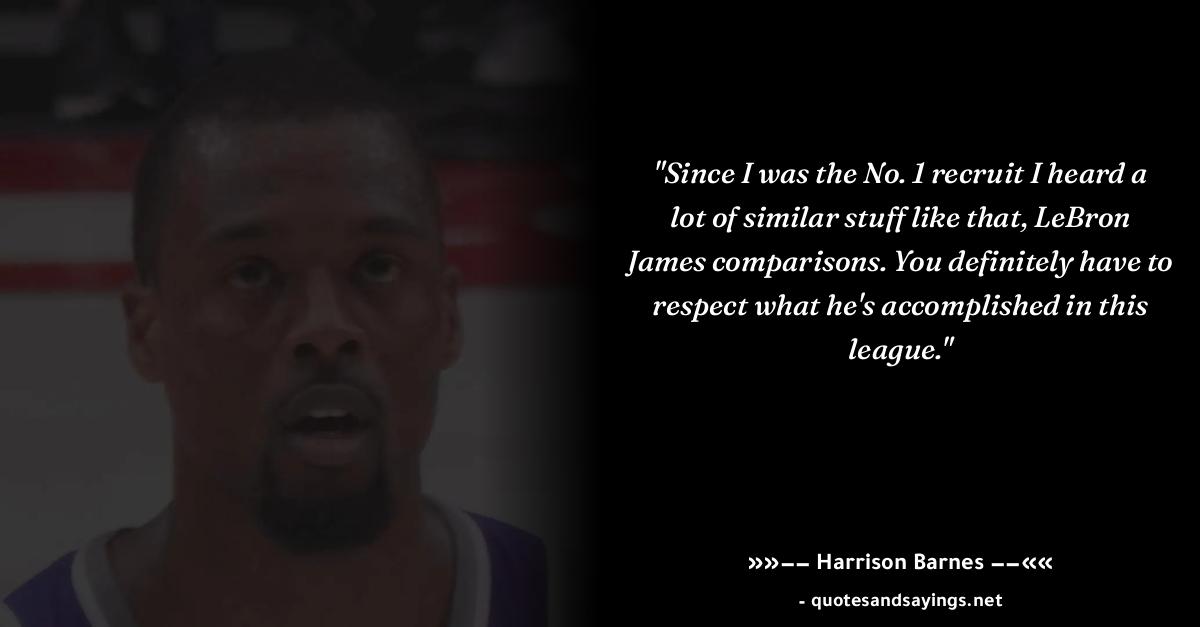 "Since I was the No. 1 recruit I heard a
lot of similar stuff like that, LeBron
James comparisons. You definitely have to
respect what he's accomplished in this
league."
»»−− Harrison Barnes −−««
- quotesandsayings.net